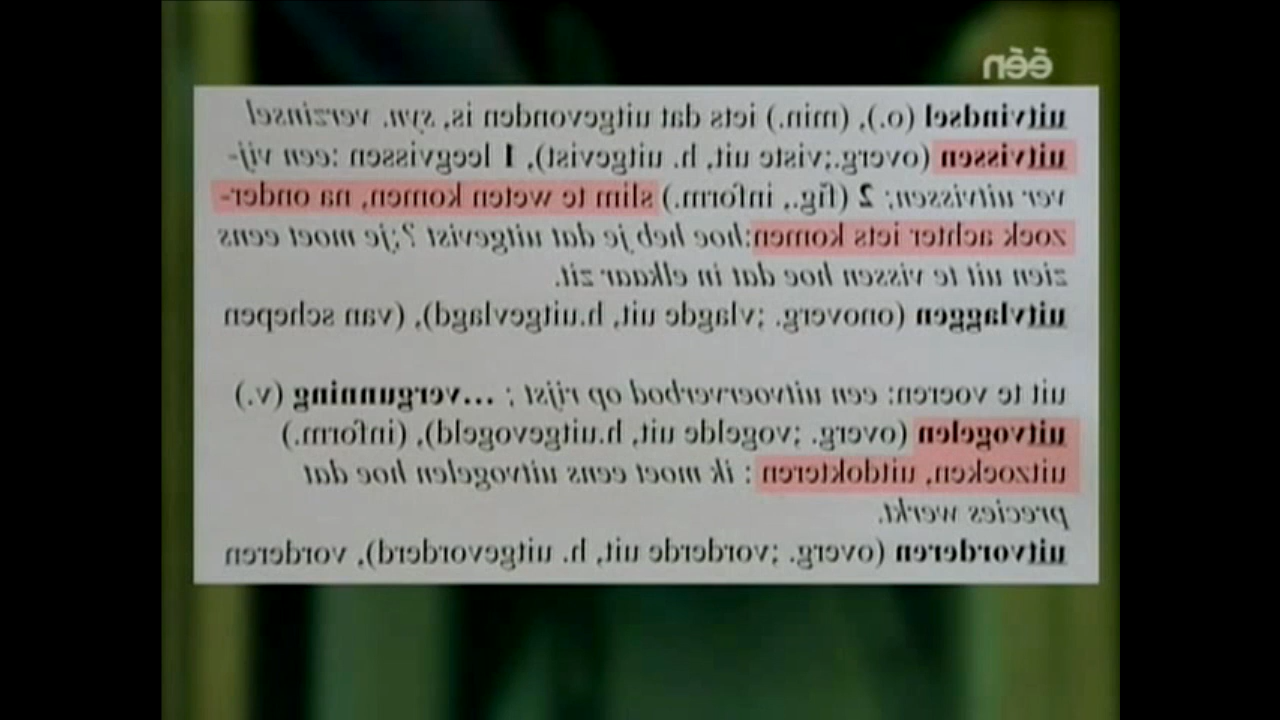 één
uitvindsel (o.), (min.) iets dat uitgevonden is, syn. verzinsel
uitvissen (overg.;viste uit, h. uitgevist), 1 leegvissen :een vij-
ver uitvissen; 2 (fig., inform.) slim te weten komen, na onder-
zoek achter iets komen:hoe heb je dat uitgevist ?;je moet eens
zien uit te vissen hoe dat in elkaar zit.
uitvlaggen (onoverg. ;vlagde uit, h.uitgevlagd), (van schepen
uit te voeren: een uitvoerverbod op rijst ; ...vergunning (v.)
uitvogelen (overg. ;vogelde uit, h.uitgevogeld), (inform.)
uitzoeken, uitdokteren : ik moet eens uitvogelen hoe dat
precies werkt.
uitvorderen (overg. ;vorderde uit, h. uitgevorderd), vorderen